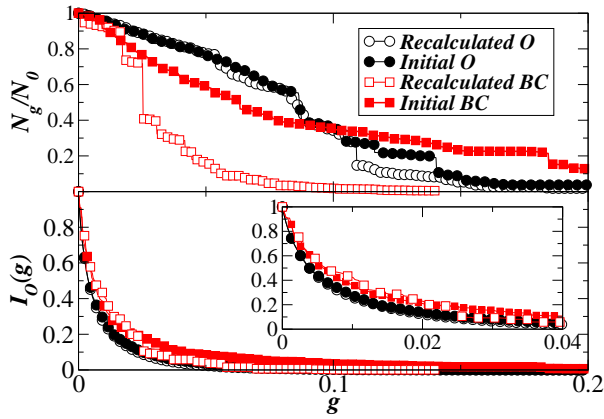 1
0.8
0.6
0.4
0.2
N_g/N_0
Recalculated O
Initial O
Recalculated BC
Initial BC
0.8
0.6
0.4
0.2
0
I_O(g)
1
0.8
0.6
0.4
0.2
0
0 0.02 0.04
0 0.1 0.2
g